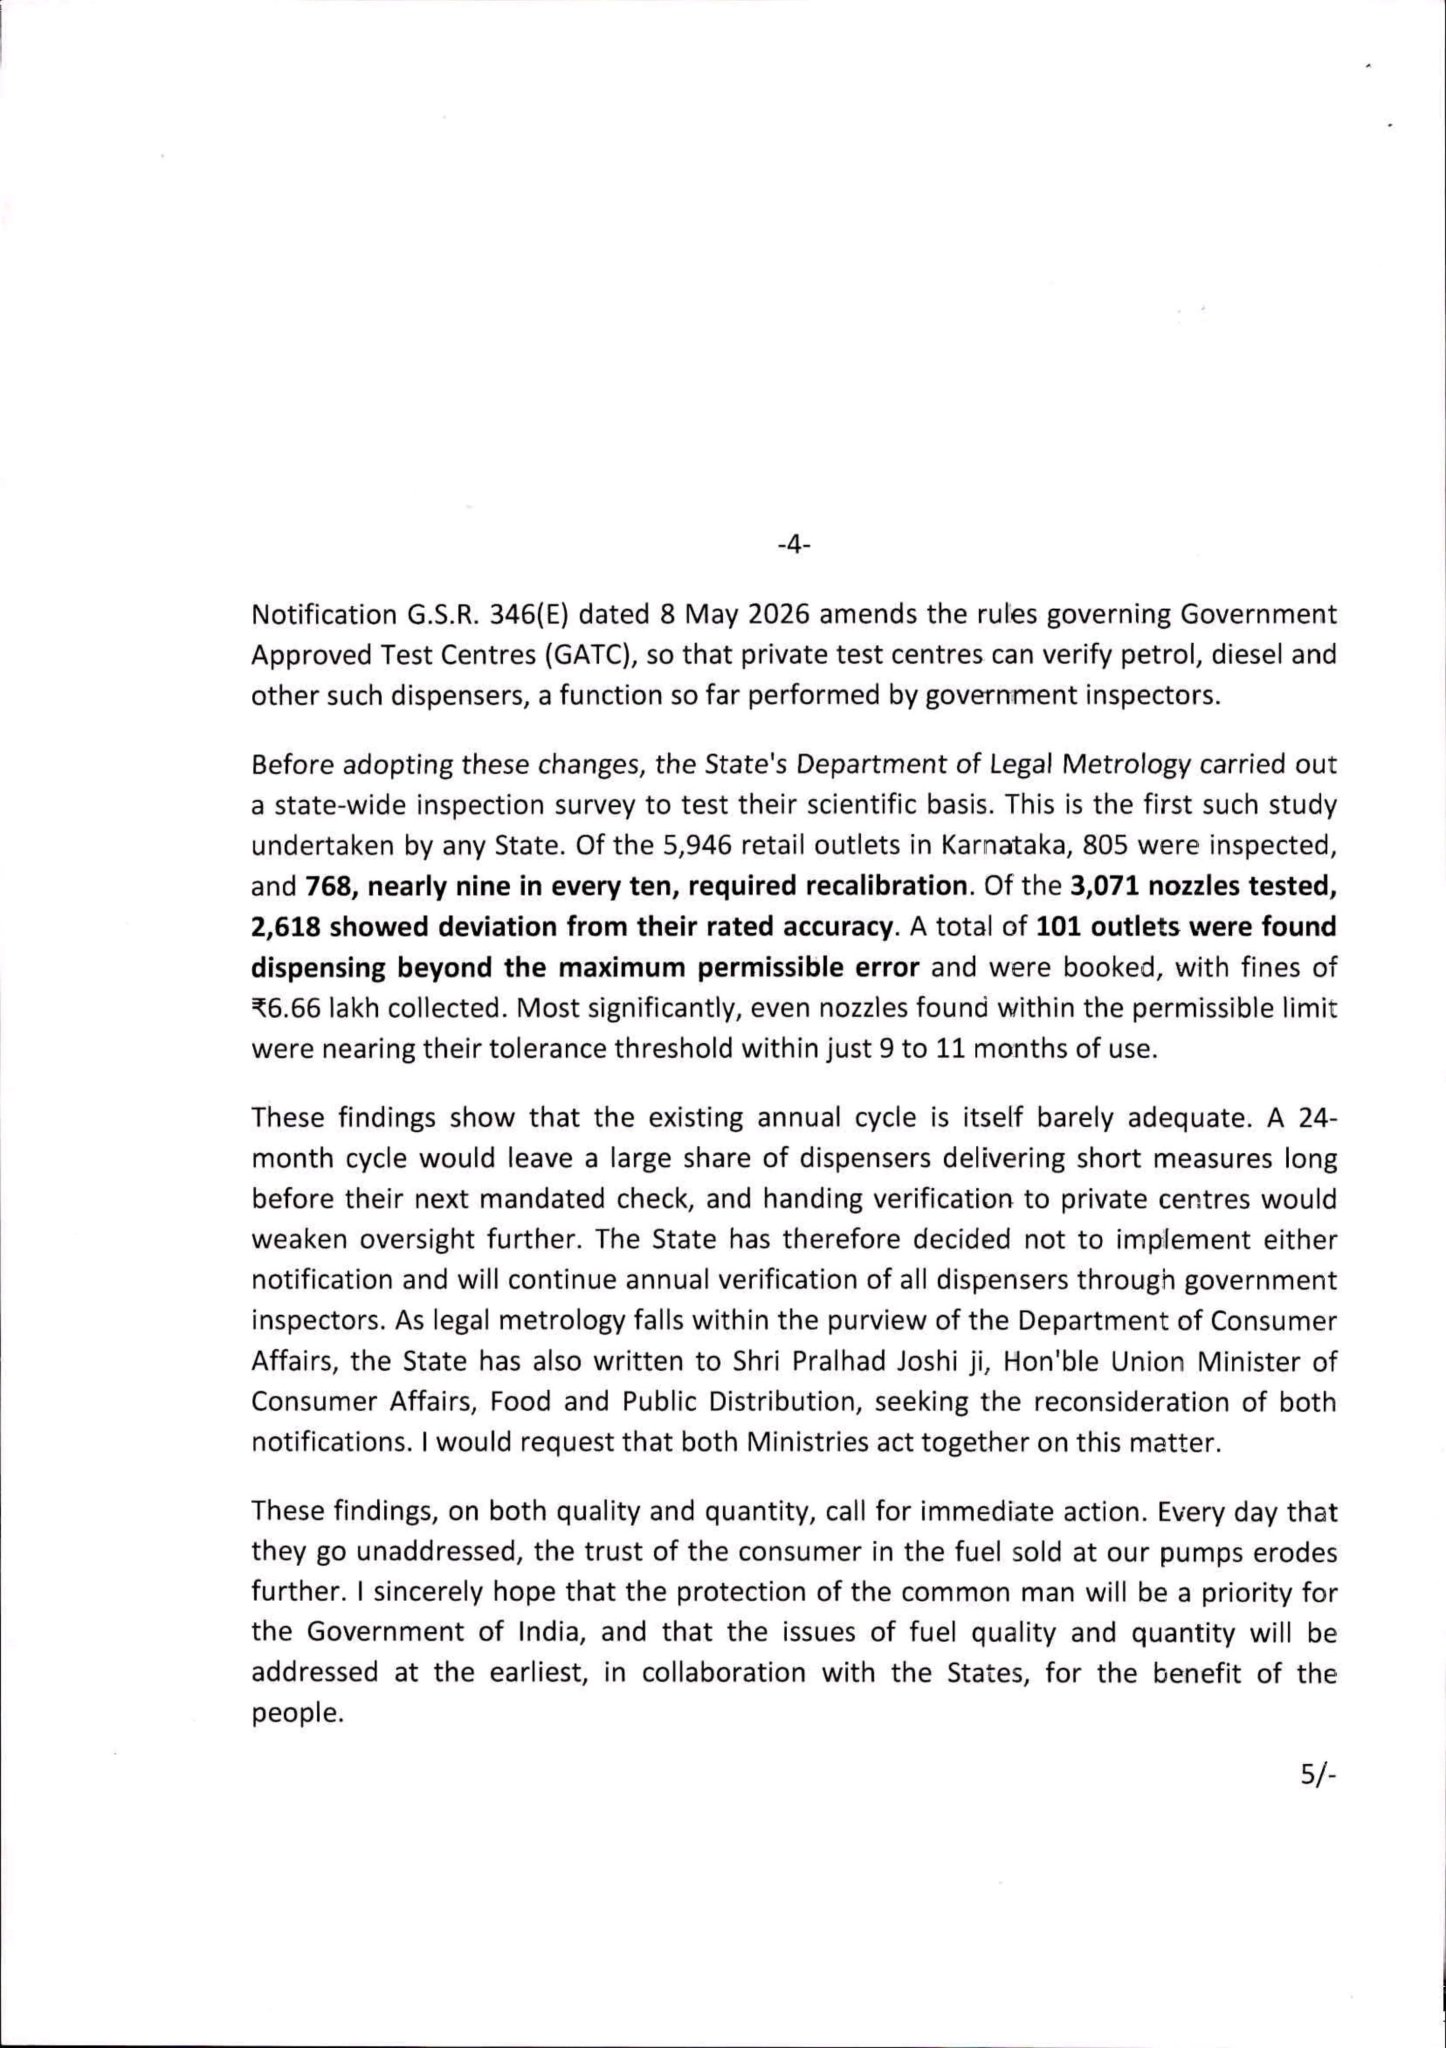 -4-
Notification G.S.R. 346(E) dated 8 May 2026 amends the rules governing Government
Approved Test Centres (GATC), so that private test centres can verify petrol, diesel and
other such dispensers, a function so far performed by government inspectors.
Before adopting these changes, the State's Department of Legal Metrology carried out
a state-wide inspection survey to test their scientific basis. This is the first such study
undertaken by any State. Of the 5,946 retail outlets in Karnataka, 805 were inspected,
and 768, nearly nine in every ten, required recalibration. Of the 3,071 nozzles tested,
2,618 showed deviation from their rated accuracy. A total of 101 outlets were found
dispensing beyond the maximum permissible error and were booked, with fines of
₹6.66 lakh collected. Most significantly, even nozzles found within the permissible limit
were nearing their tolerance threshold within just 9 to 11 months of use.
These findings show that the existing annual cycle is itself barely adequate. A 24-
month cycle would leave a large share of dispensers delivering short measures long
before their next mandated check, and handing verification to private centres would
weaken oversight further. The State has therefore decided not to implement either
notification and will continue annual verification of all dispensers through government
inspectors. As legal metrology falls within the purview of the Department of Consumer
Affairs, the State has also written to Shri Pralhad Joshi ji, Hon'ble Union Minister of
Consumer Affairs, Food and Public Distribution, seeking the reconsideration of both
notifications. I would request that both Ministries act together on this matter.
These findings, on both quality and quantity, call for immediate action. Every day that
they go unaddressed, the trust of the consumer in the fuel sold at our pumps erodes
further. I sincerely hope that the protection of the common man will be a priority for
the Government of India, and that the issues of fuel quality and quantity will be
addressed at the earliest, in collaboration with the States, for the benefit of the
people.
5/-